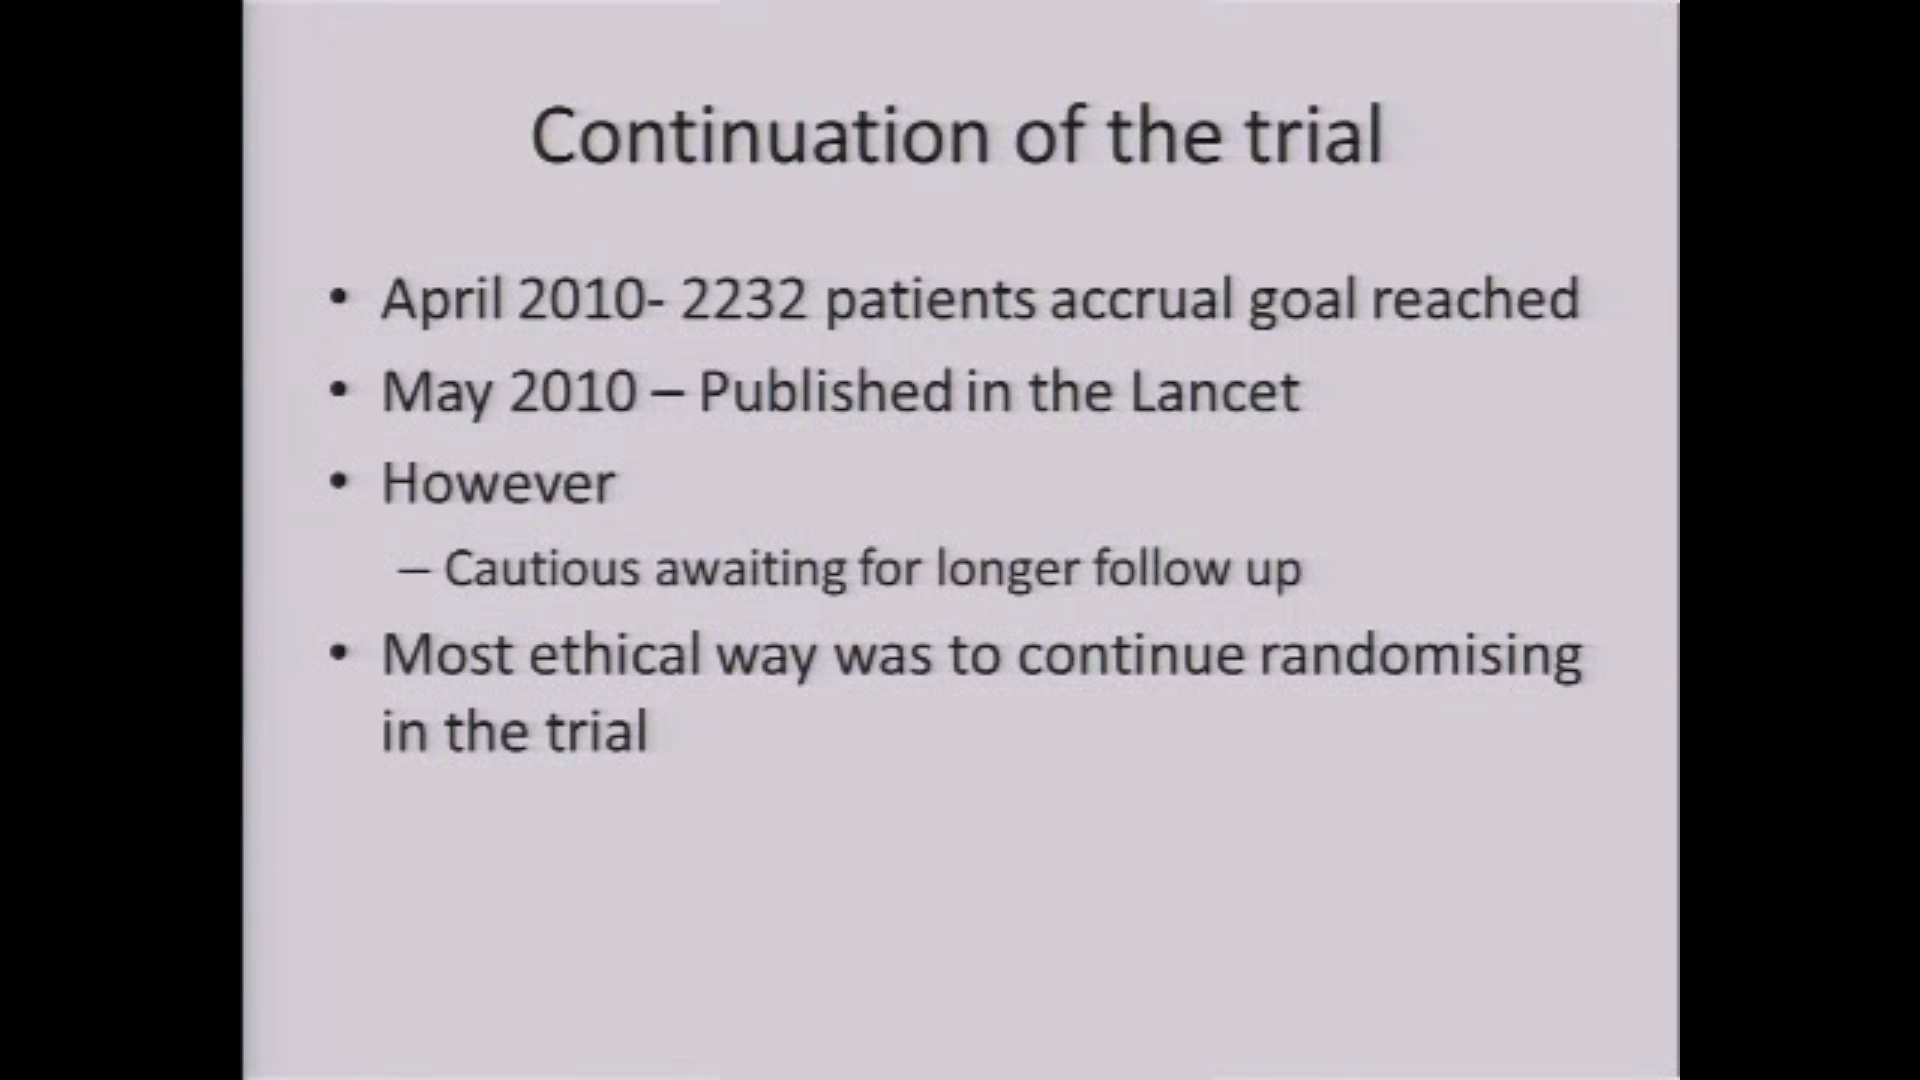 Continuation of the trial
• April 2010- 2232 patients accrual goal reached
• May 2010 – Published in the Lancet
• However
– Cautious awaiting for longer follow up
• Most ethical way was to continue randomising
in the trial